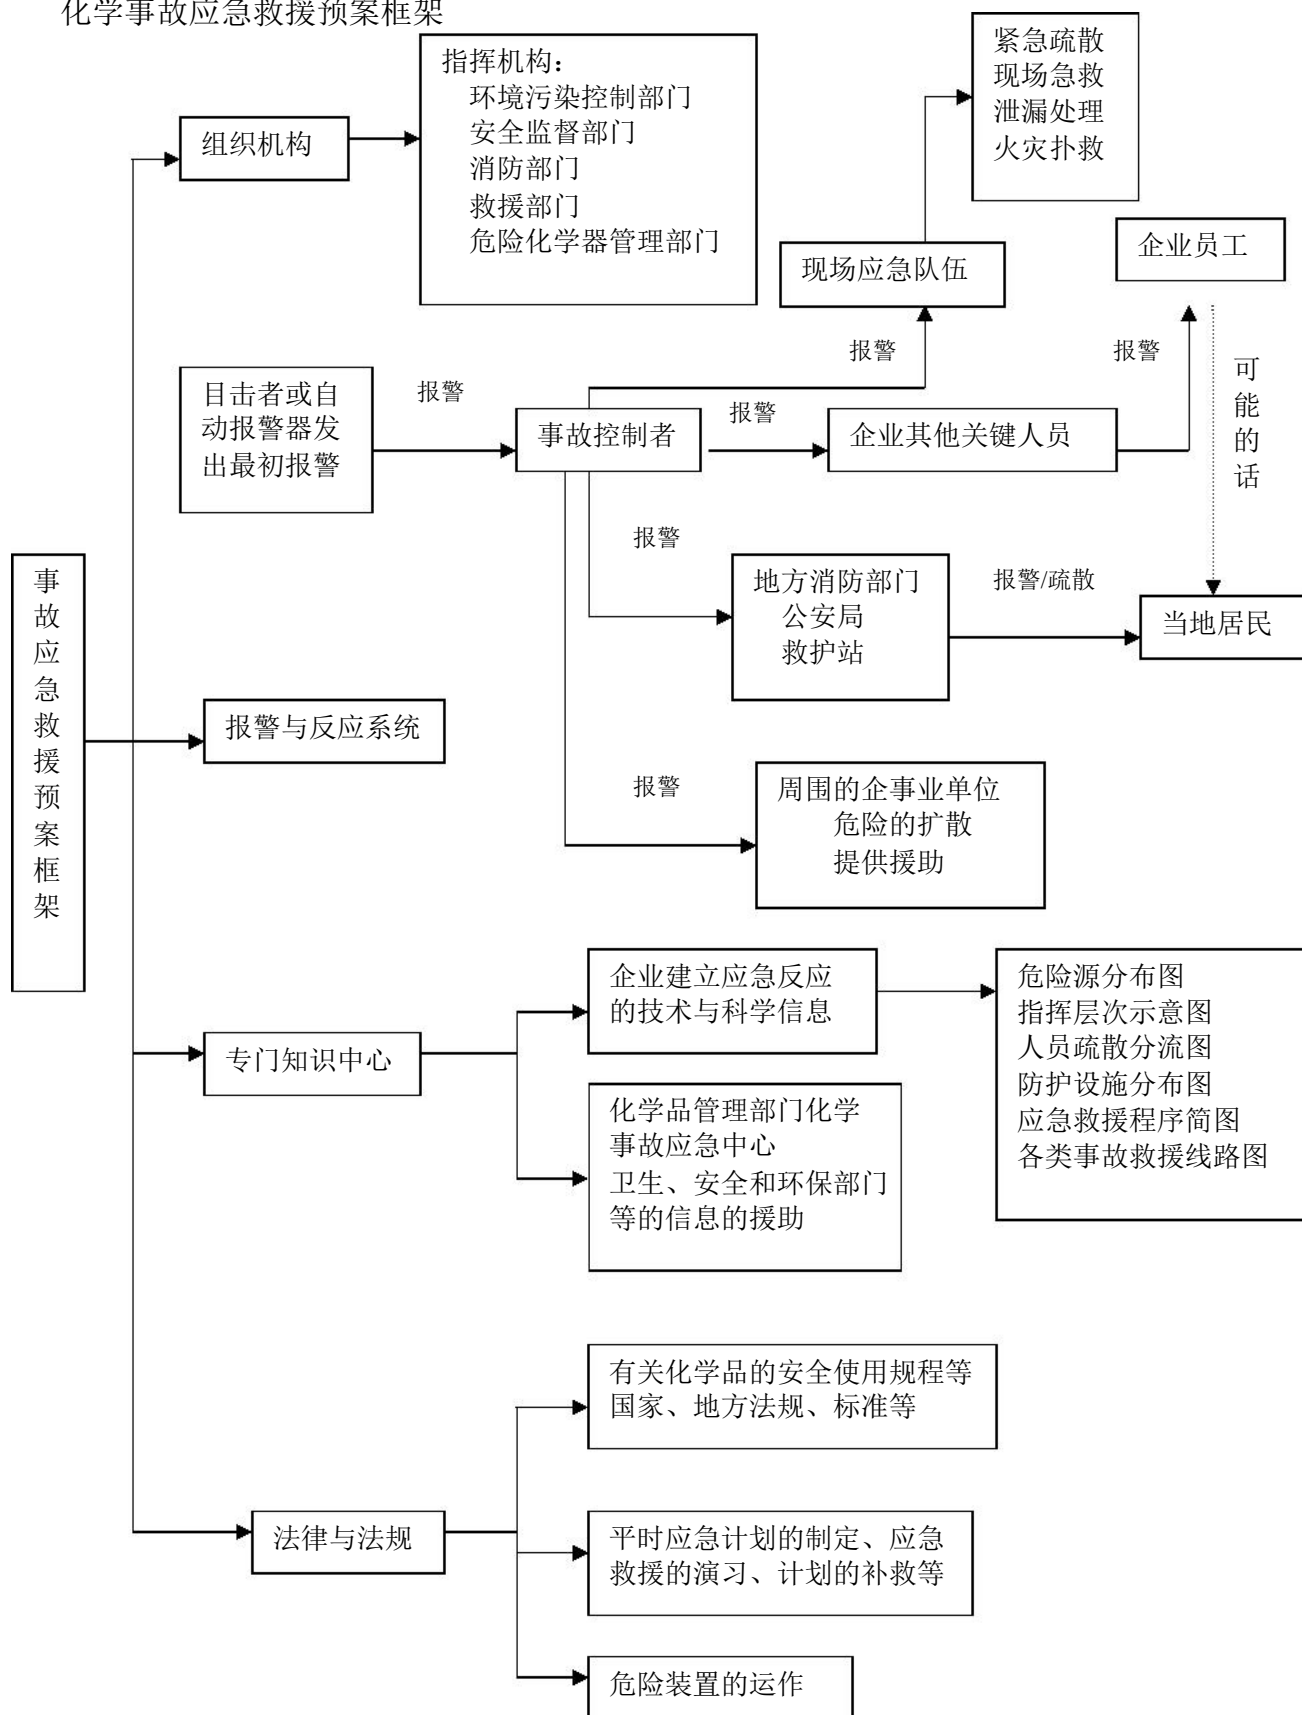 化学事故应急救援预案框架
指挥机构：
环境污染控制部门
安全监督部门
消防部门
救援部门
危险化学器管理部门
组织机构
紧急疏散
现场急救
泄漏处理
火灾扑救
现场应急队伍
企业员工
报警
报警
可
能
的
话
目击者或自
动报警器发
出最初报警
报警
事故控制者
报警
企业其他关键人员
报警
地方消防部门
公安局
救护站
报警/疏散
当地居民
事
故
应
急
救
援
预
案
框
架
报警与反应系统
报警
周围的企事业单位
危险的扩散
提供援助
专门知识中心
企业建立应急反应
的技术与科学信息
危险源分布图
指挥层次示意图
人员疏散分流图
防护设施分布图
应急救援程序简图
各类事故救援线路图
化学品管理部门化学
事故应急中心
卫生、安全和环保部门
等的信息的援助
法律与法规
有关化学品的安全使用规程等
国家、地方法规、标准等
平时应急计划的制定、应急
救援的演习、计划的补救等
危险装置的运作